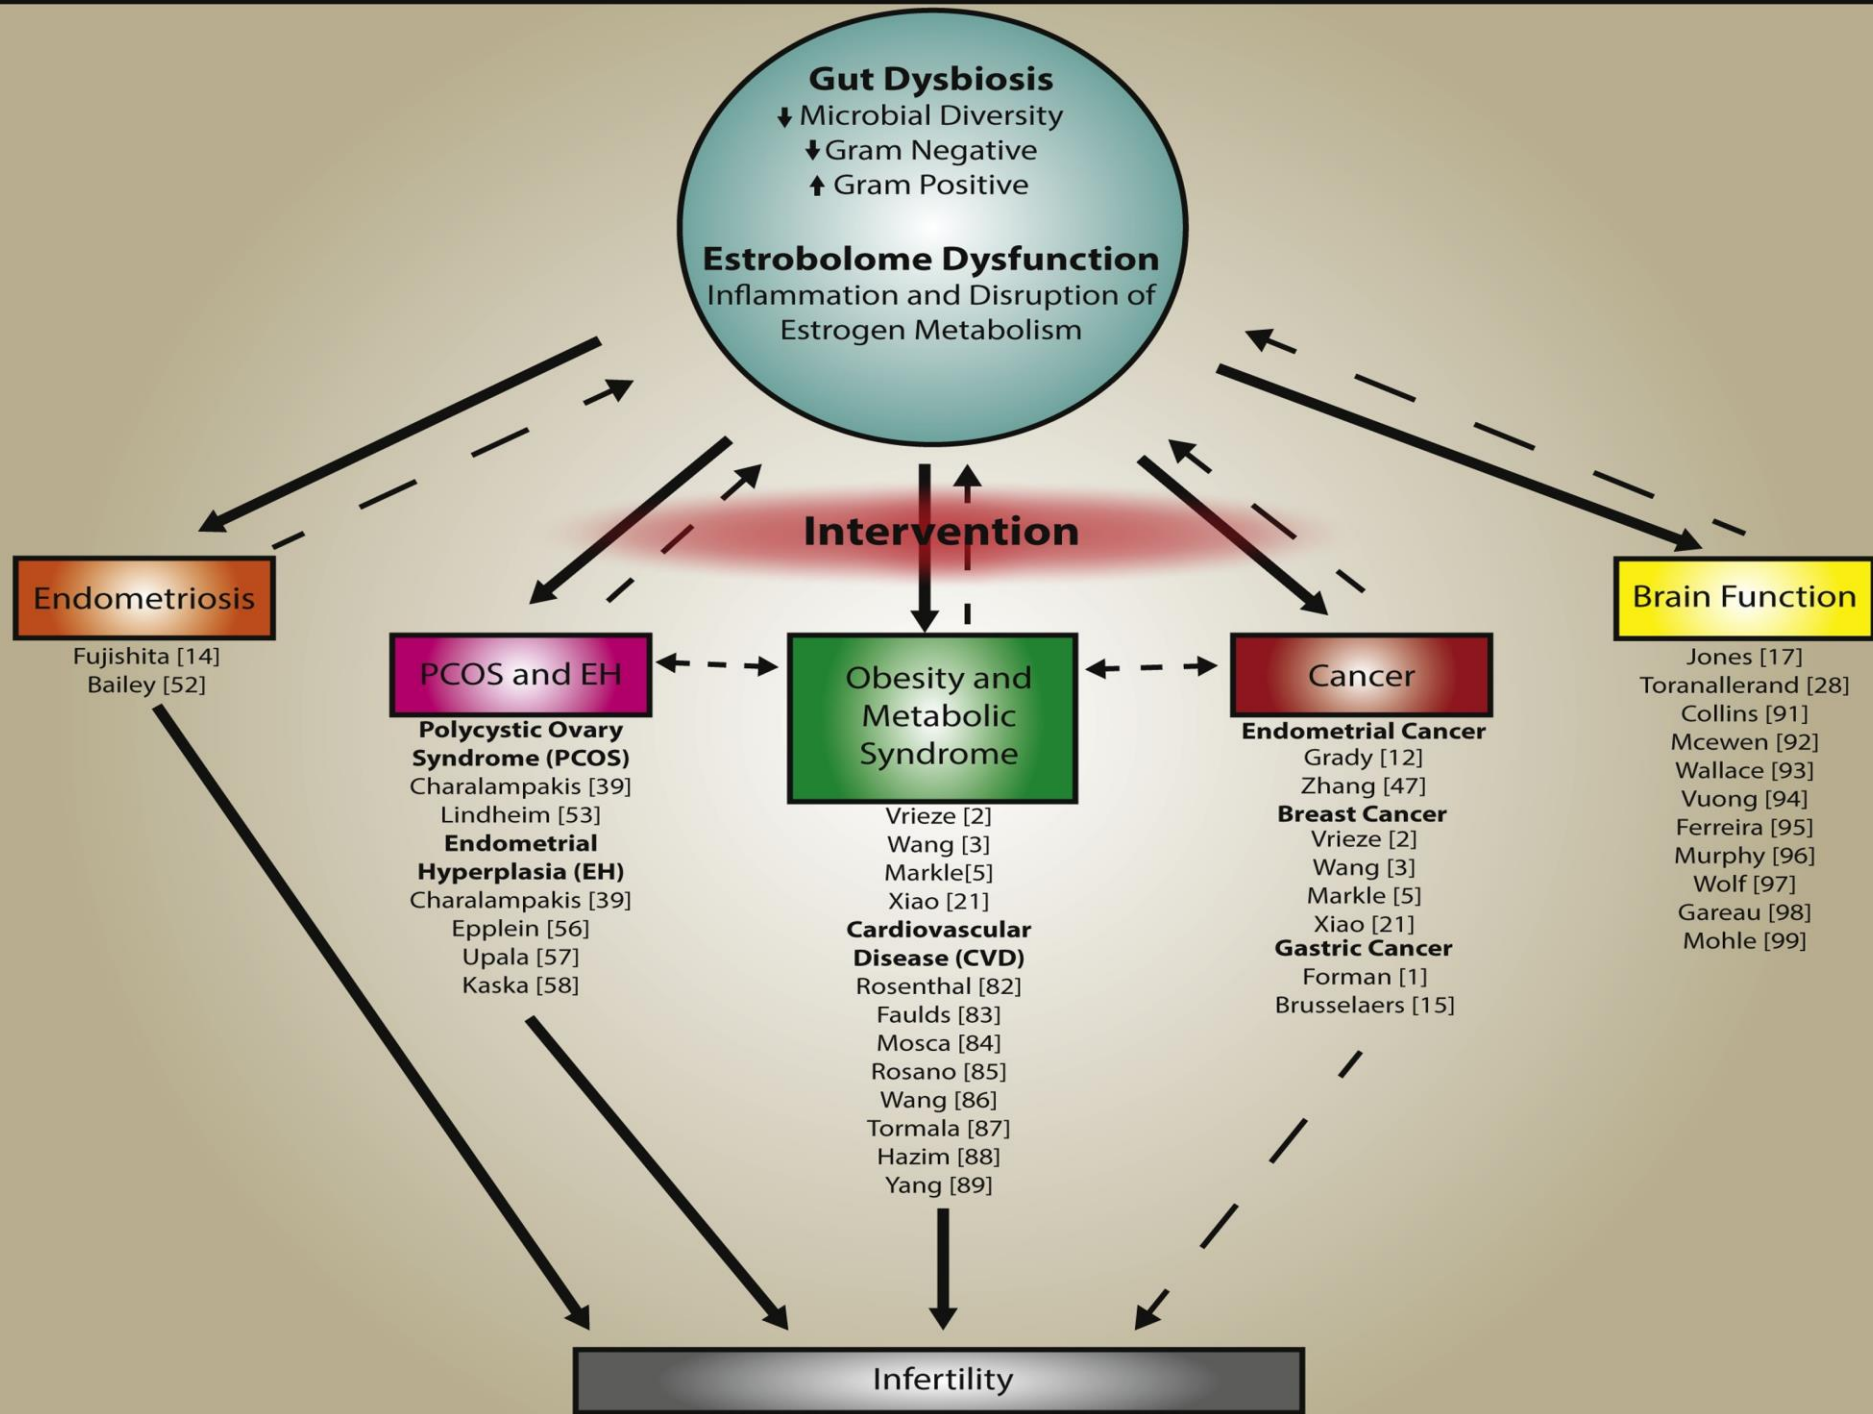 Gut Dysbiosis
↓ Microbial Diversity
↓ Gram Negative
↑ Gram Positive
Estrobolome Dysfunction
Inflammation and Disruption of
Estrogen Metabolism
Intervention
Endometriosis
Fujishita [14]
Bailey [52]
PCOS and EH
Polycystic Ovary
Syndrome (PCOS)
Charalampakis [39]
Lindheim [53]
Endometrial
Hyperplasia (EH)
Charalampakis [39]
Epplein [56]
Upala [57]
Kaska [58]
Obesity and
Metabolic
Syndrome
Vrieze [2]
Wang [3]
Markle[5]
Xiao [21]
Cardiovascular
Disease (CVD)
Rosenthal [82]
Faulds [83]
Mosca [84]
Rosano [85]
Wang [86]
Tormala [87]
Hazim [88]
Yang [89]
Cancer
Endometrial Cancer
Grady [12]
Zhang [47]
Breast Cancer
Vrieze [2]
Wang [3]
Markle [5]
Xiao [21]
Gastric Cancer
Forman [1]
Brusselaers [15]
Brain Function
Jones [17]
Toranallerand [28]
Collins [91]
Mcewen [92]
Wallace [93]
Vuong [94]
Ferreira [95]
Murphy [96]
Wolf [97]
Gareau [98]
Mohle [99]
Infertility